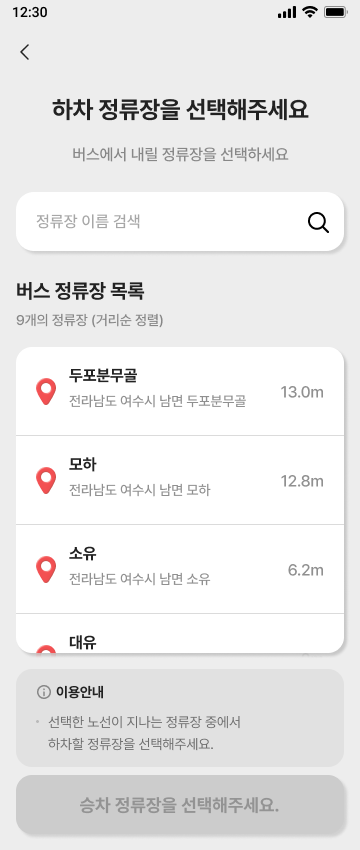 12:30
하차 정류장을 선택해주세요
버스에서 내릴 정류장을 선택하세요
정류장 이름 검색
버스 정류장 목록
9개의 정류장 (거리순 정렬)
두포분무골
전라남도 여수시 남면 두포분무골
13.0m
모하
전라남도 여수시 남면 모하
12.8m
소유
전라남도 여수시 남면 소유
6.2m
대유
이용안내
• 선택한 노선이 지나는 정류장 중에서
하차할 정류장을 선택해주세요.
승차 정류장을 선택해주세요.